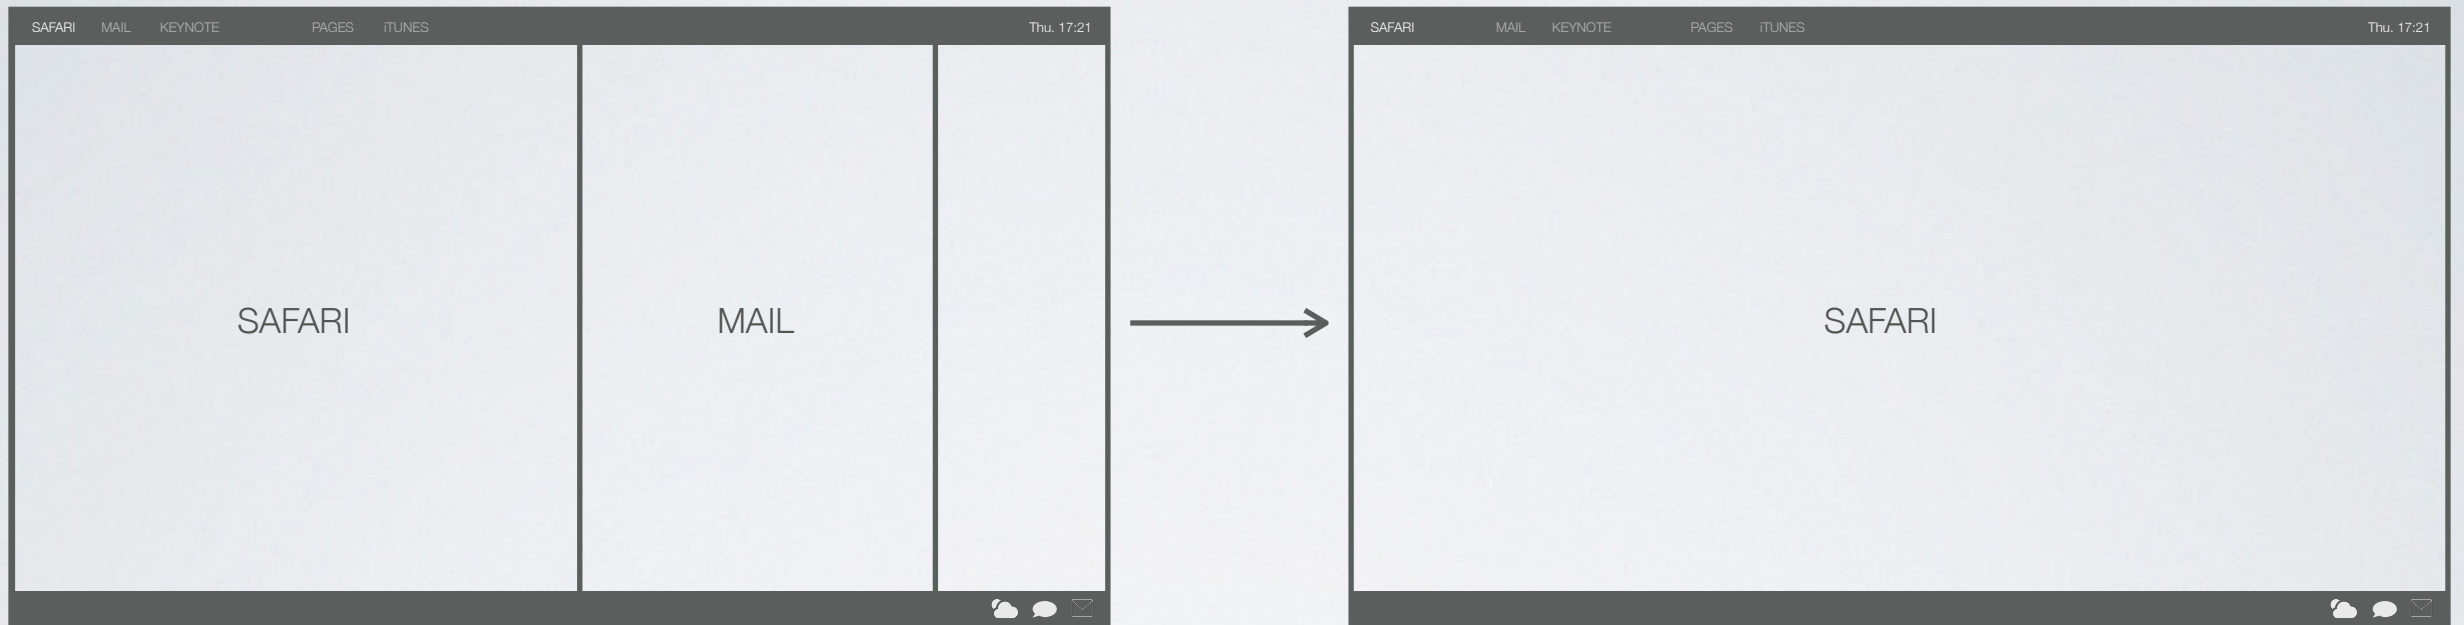 SAFARI MAIL KEYNOTE PAGES iTUNES Thu. 17:21
SAFARI
MAIL
SAFARI MAIL KEYNOTE PAGES iTUNES Thu. 17:21
SAFARI